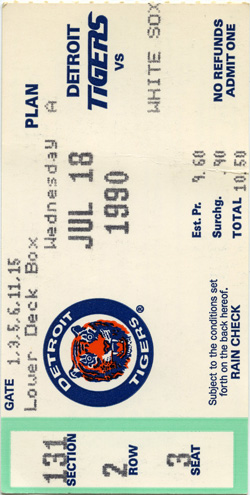 PLAN
Wednesday A
JUL 18
1990
DETROIT
TIGERS
VS
WHITE SOX
NO REFUNDS
ADMIT ONE
Est. Pr. 9.60
Surchg. .90
TOTAL 10.50
GATE 1,3,5,6,11,15
Lower Deck Box
DETROIT
TIGERS
Subject to the conditions set
forth on the back hereof.
RAIN CHECK
131
SECTION
2
ROW
3
SEAT